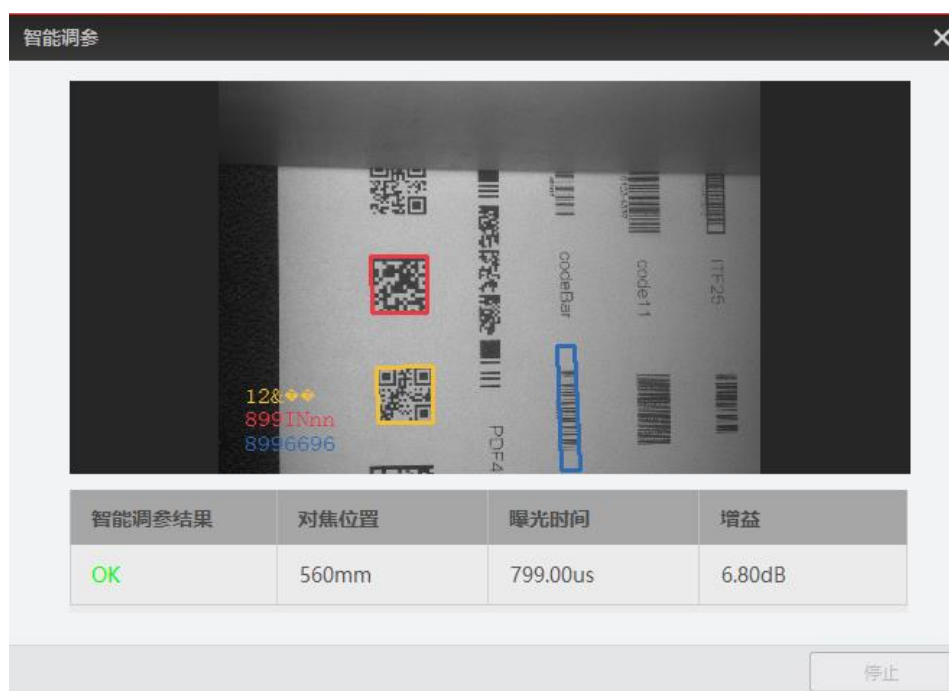 智能调参
codeBar
code11
ITF25
12&��
899INnn
8996696
PDF4
智能调参结果 对焦位置 曝光时间 增益
OK 560mm 799.00us 6.80dB
停止